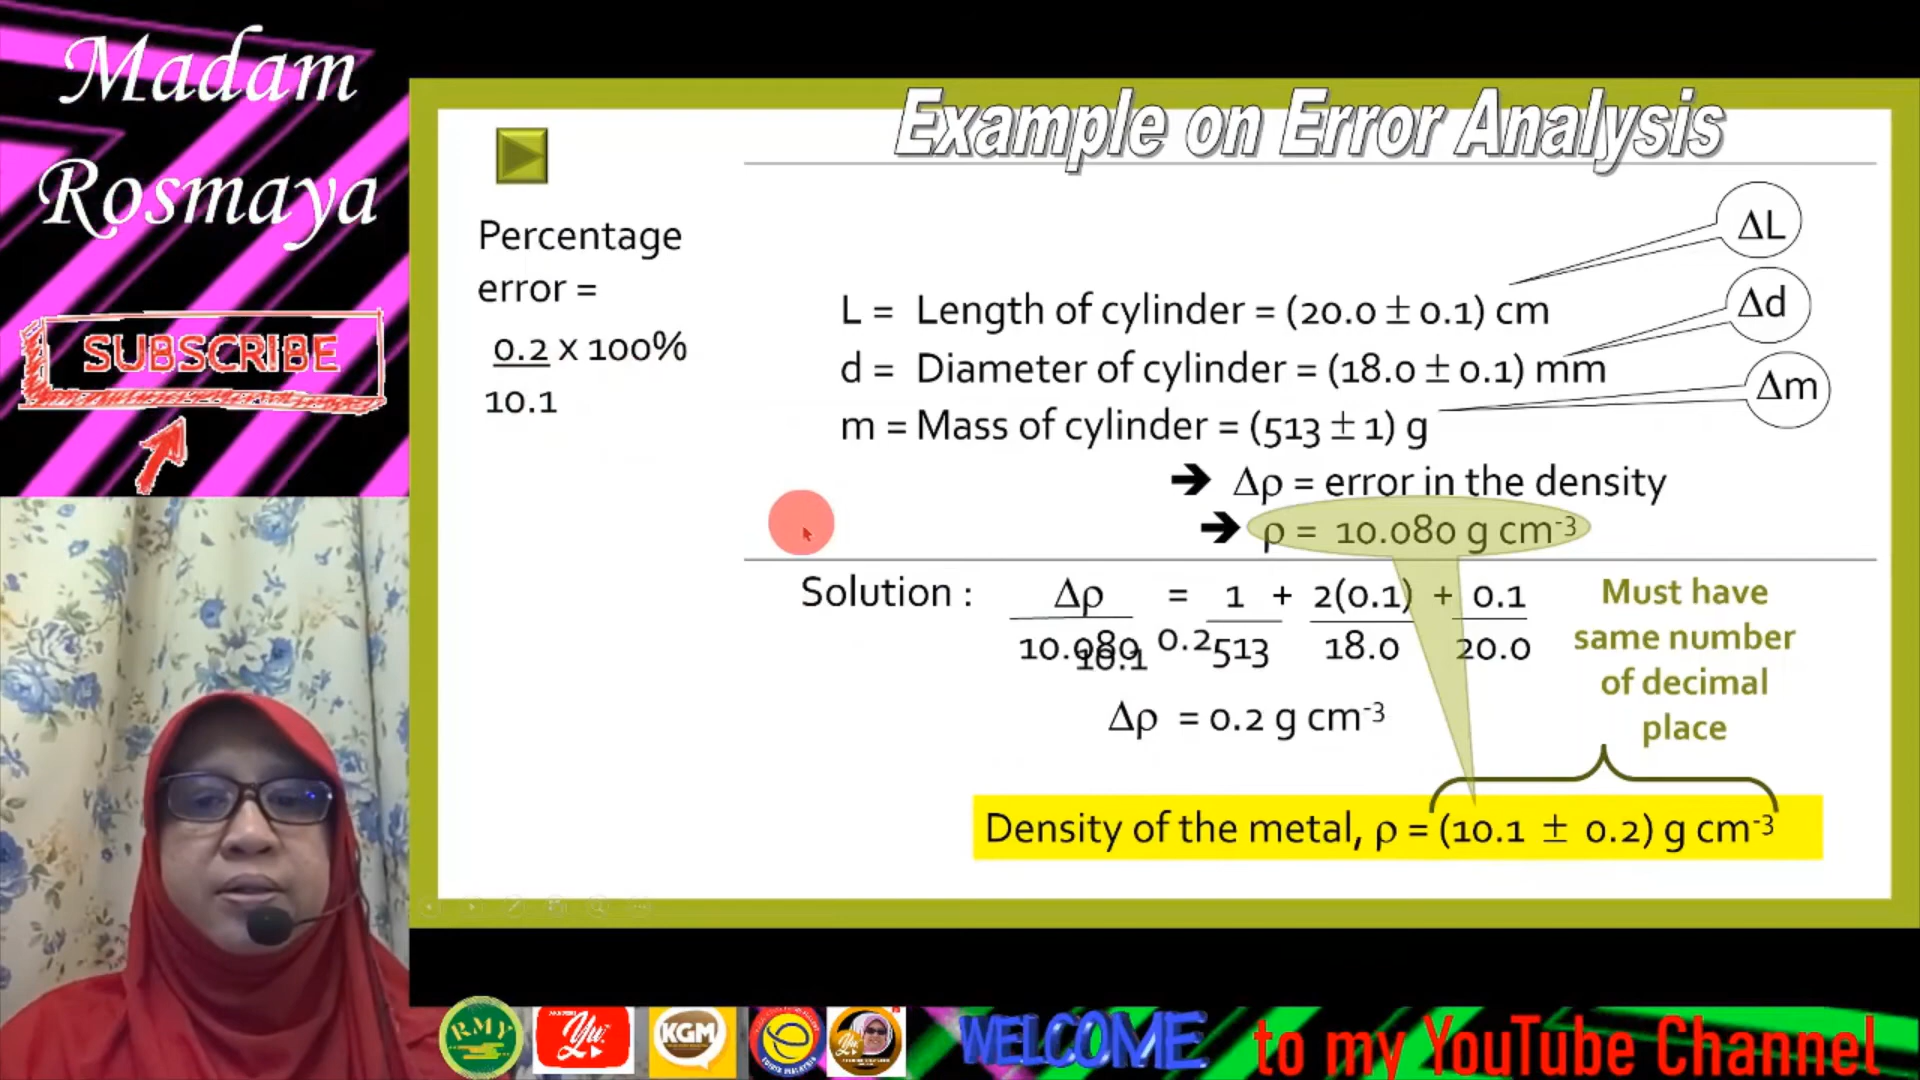 Madam
Rosmaya
SUBSCRIBE
Example on Error Analysis
Percentage
error =
0.2 x 100%
10.1
ΔL
Δd
Δm
L = Length of cylinder = (20.0 ± 0.1) cm
d = Diameter of cylinder = (18.0 ± 0.1) mm
m = Mass of cylinder = (513 ± 1) g
➔ Δρ = error in the density
➔ ρ = 10.080 g cm⁻³
Solution : Δρ = 1 + 2(0.1) + 0.1
10.080 513 18.0 20.0
10.1 0.2
Δρ = 0.2 g cm⁻³
Must have
same number
of decimal
place
Density of the metal, ρ = (10.1 ± 0.2) g cm⁻³
RMY
Yu
KGM
WELCOME to my YouTube Channel